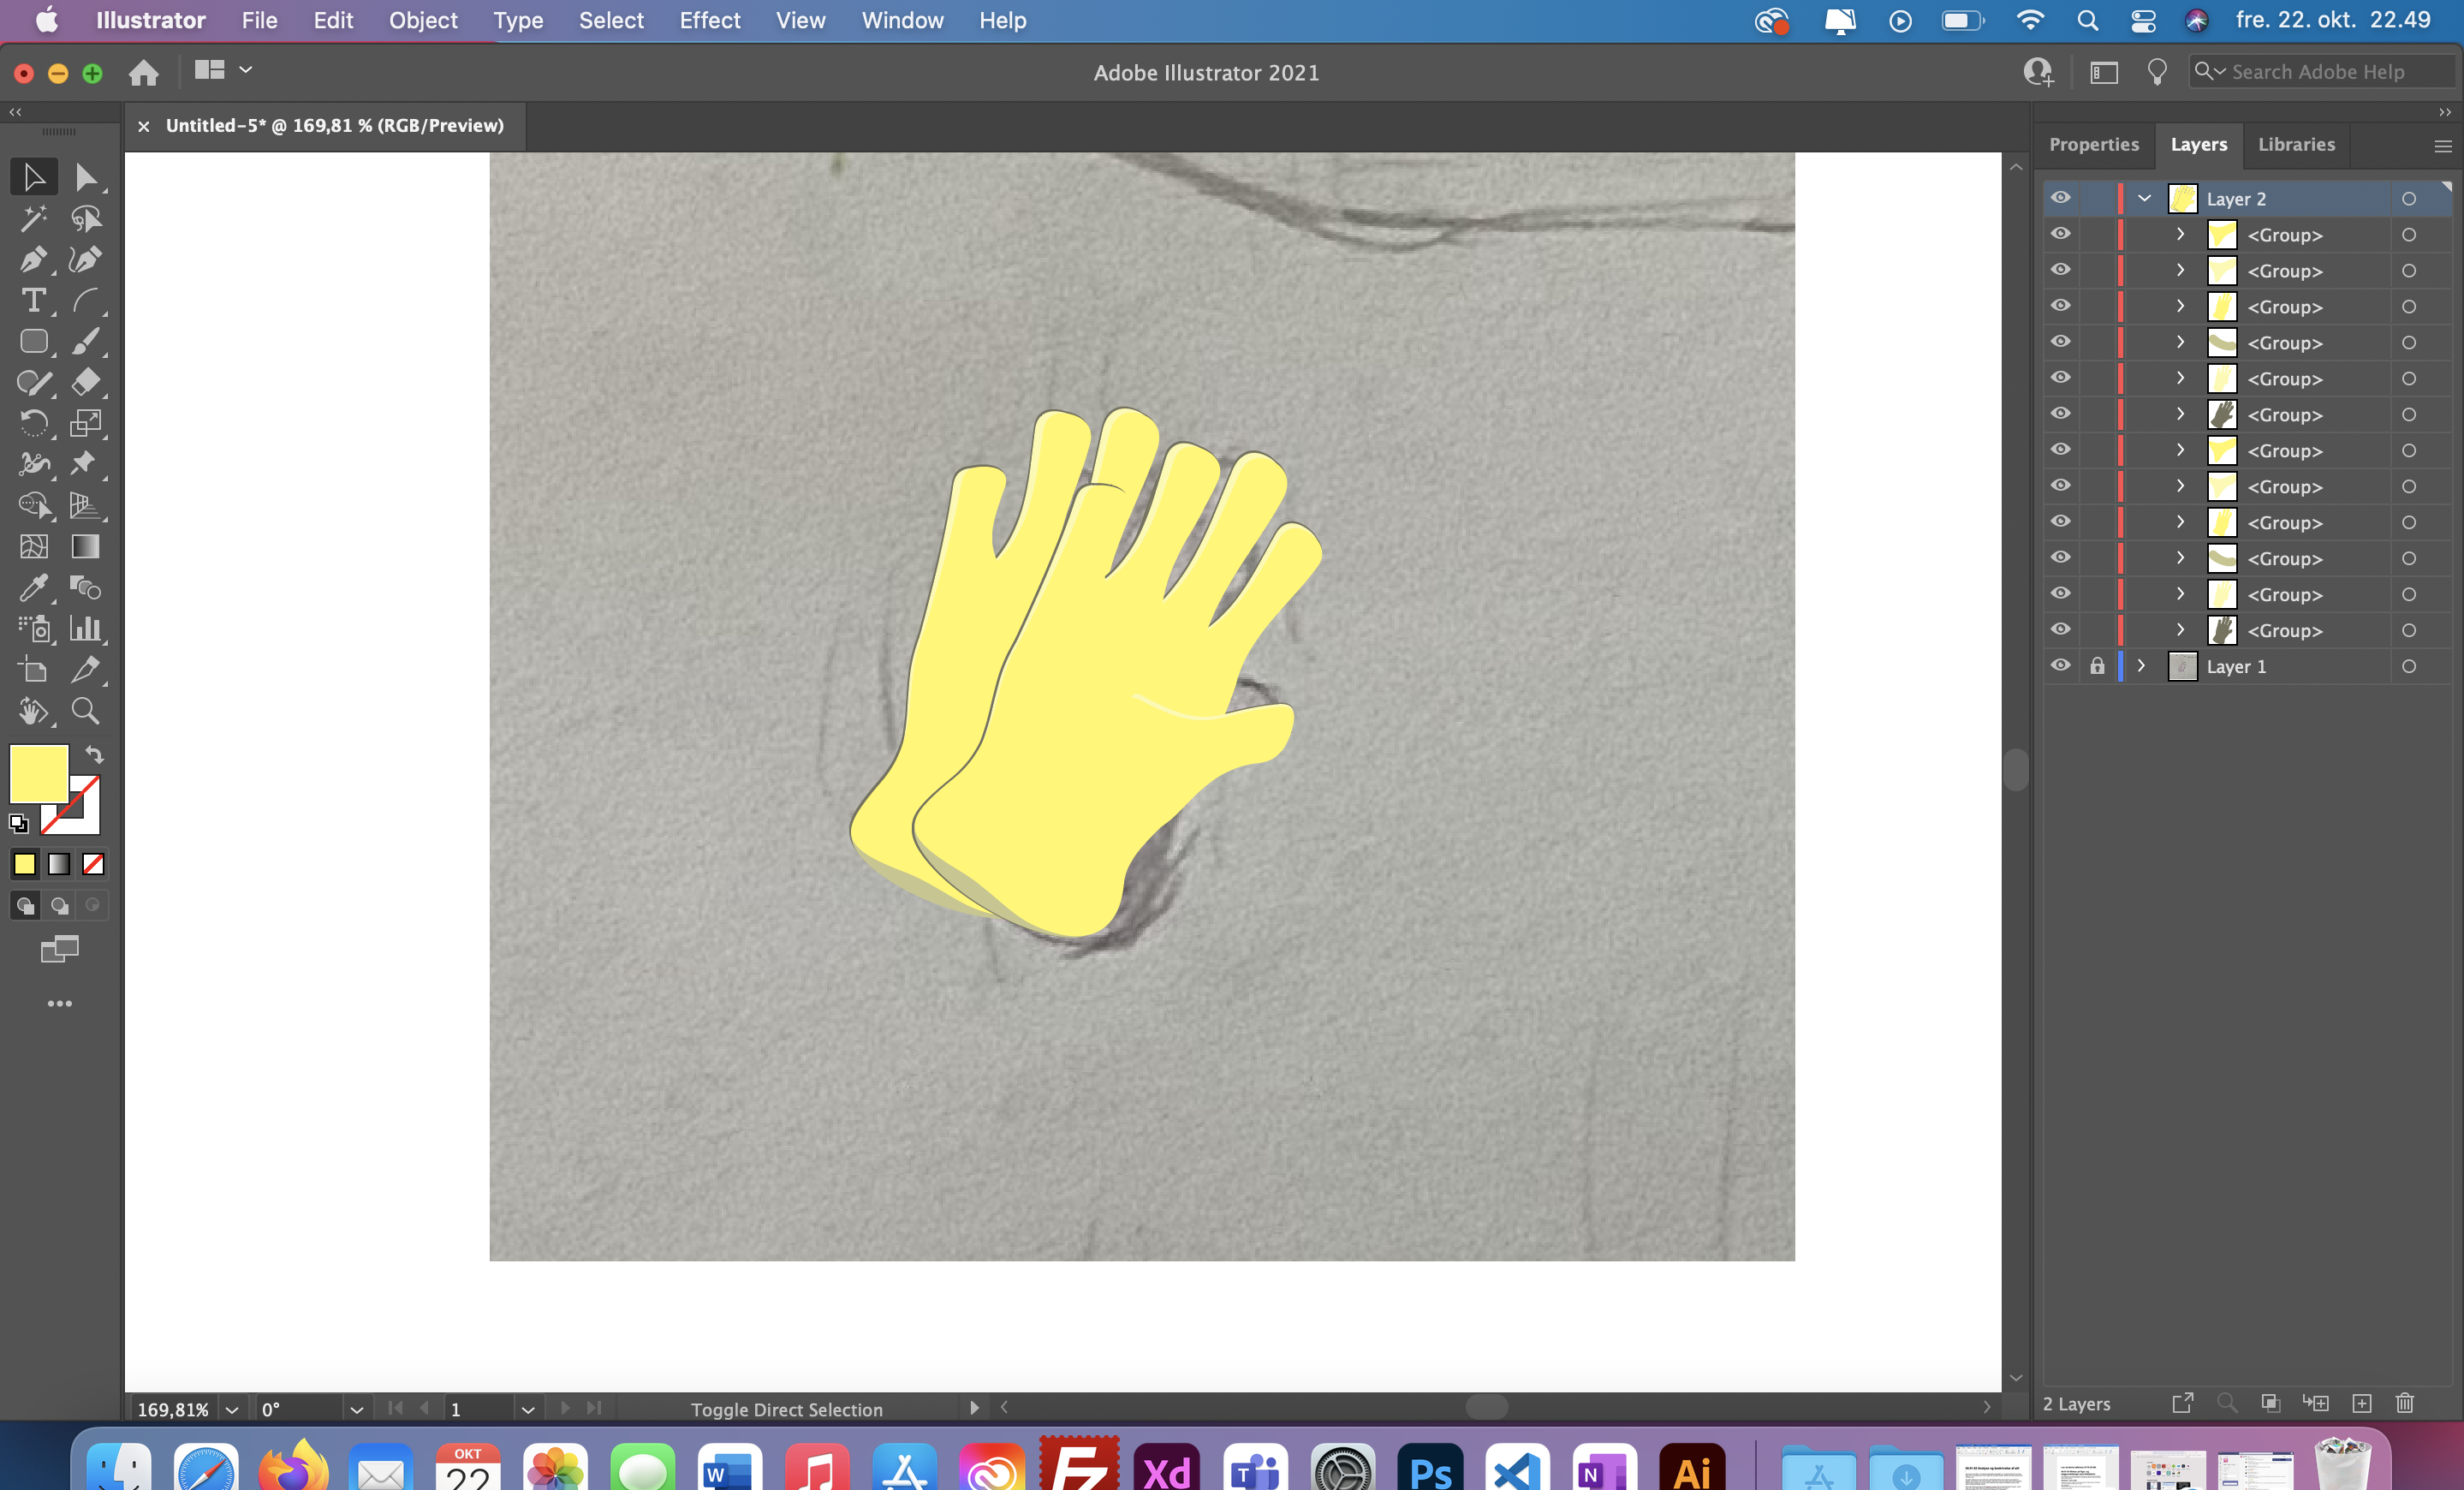 Illustrator File Edit Object Type Select Effect View Window Help fre. 22. okt. 22.49
Adobe Illustrator 2021
Search Adobe Help
Untitled-5* @ 169,81 % (RGB/Preview)
Properties Layers Libraries
Layer 2
<Group>
<Group>
<Group>
<Group>
<Group>
<Group>
<Group>
<Group>
<Group>
<Group>
<Group>
<Group>
Layer 1
169,81% 0° 1 Toggle Direct Selection
2 Layers
OKT
22
W
Fz
Xd
T
Ps
N
Ai